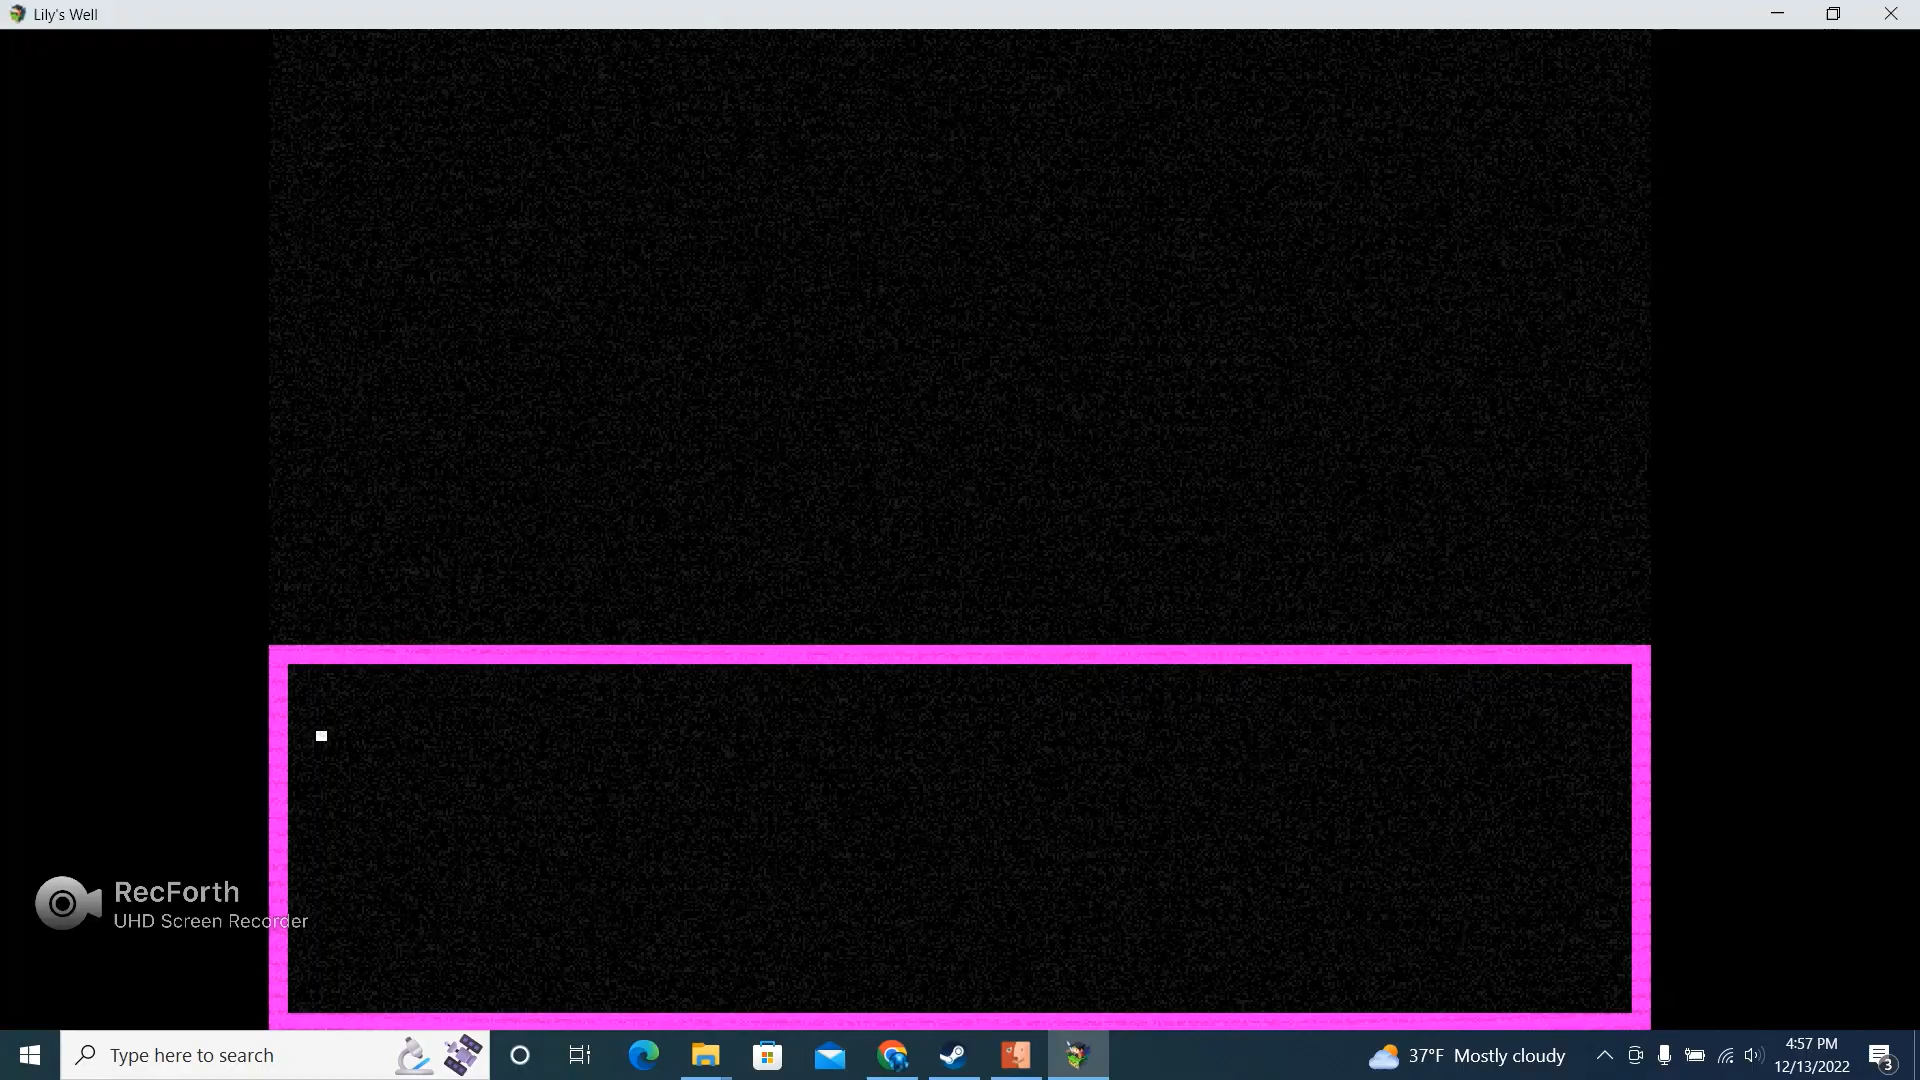 Lily's Well
RecForth
UHD Screen Recorder
Type here to search
37°F Mostly cloudy
4:57 PM
12/13/2022
3